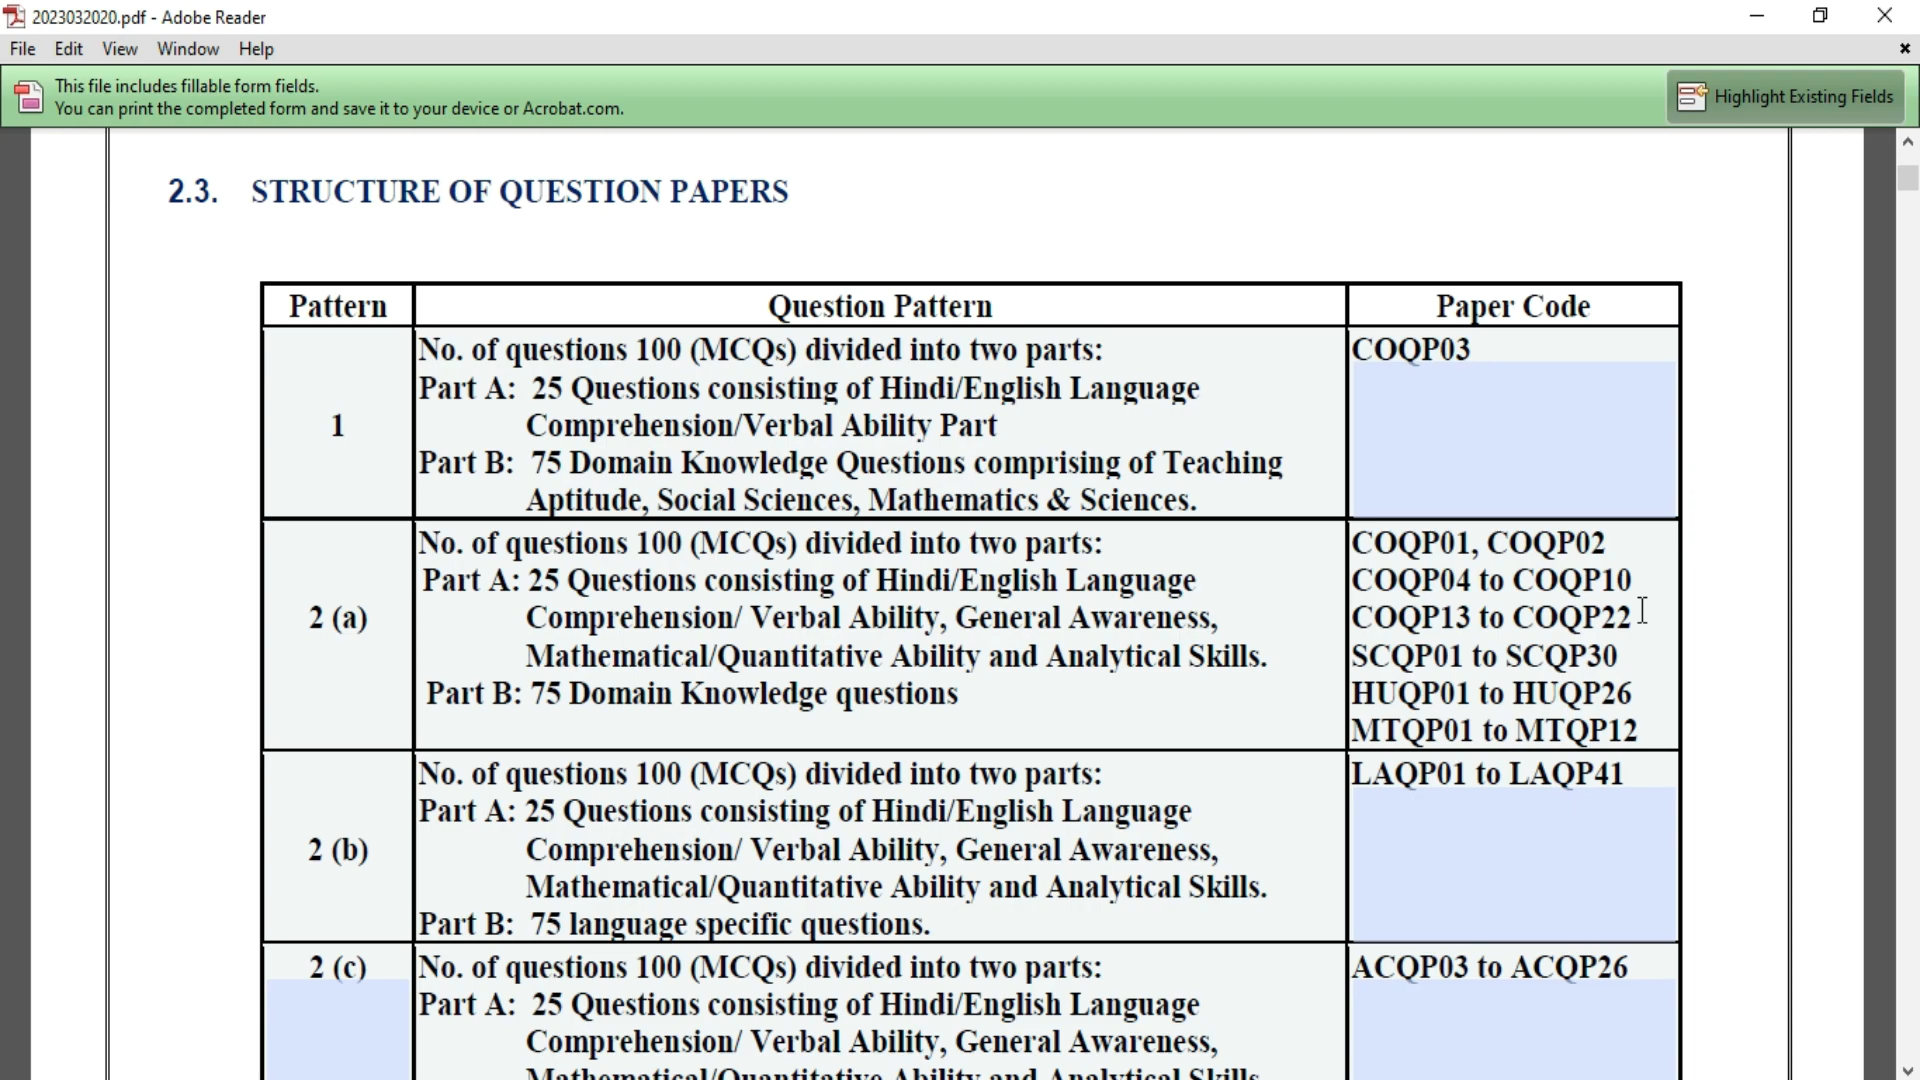 2023032020.pdf - Adobe Reader
File Edit View Window Help
This file includes fillable form fields.
You can print the completed form and save it to your device or Acrobat.com.
Highlight Existing Fields
2.3. STRUCTURE OF QUESTION PAPERS
Pattern Question Pattern Paper Code
1
No. of questions 100 (MCQs) divided into two parts:
Part A: 25 Questions consisting of Hindi/English Language
Comprehension/Verbal Ability Part
Part B: 75 Domain Knowledge Questions comprising of Teaching
Aptitude, Social Sciences, Mathematics & Sciences.
COQP03
2 (a)
No. of questions 100 (MCQs) divided into two parts:
Part A: 25 Questions consisting of Hindi/English Language
Comprehension/ Verbal Ability, General Awareness,
Mathematical/Quantitative Ability and Analytical Skills.
Part B: 75 Domain Knowledge questions
COQP01, COQP02
COQP04 to COQP10
COQP13 to COQP22
SCQP01 to SCQP30
HUQP01 to HUQP26
MTQP01 to MTQP12
2 (b)
No. of questions 100 (MCQs) divided into two parts:
Part A: 25 Questions consisting of Hindi/English Language
Comprehension/ Verbal Ability, General Awareness,
Mathematical/Quantitative Ability and Analytical Skills.
Part B: 75 language specific questions.
LAQP01 to LAQP41
2 (c)
No. of questions 100 (MCQs) divided into two parts:
Part A: 25 Questions consisting of Hindi/English Language
Comprehension/ Verbal Ability, General Awareness,
Mathematical/Quantitative Ability and Analytical Skills
ACQP03 to ACQP26